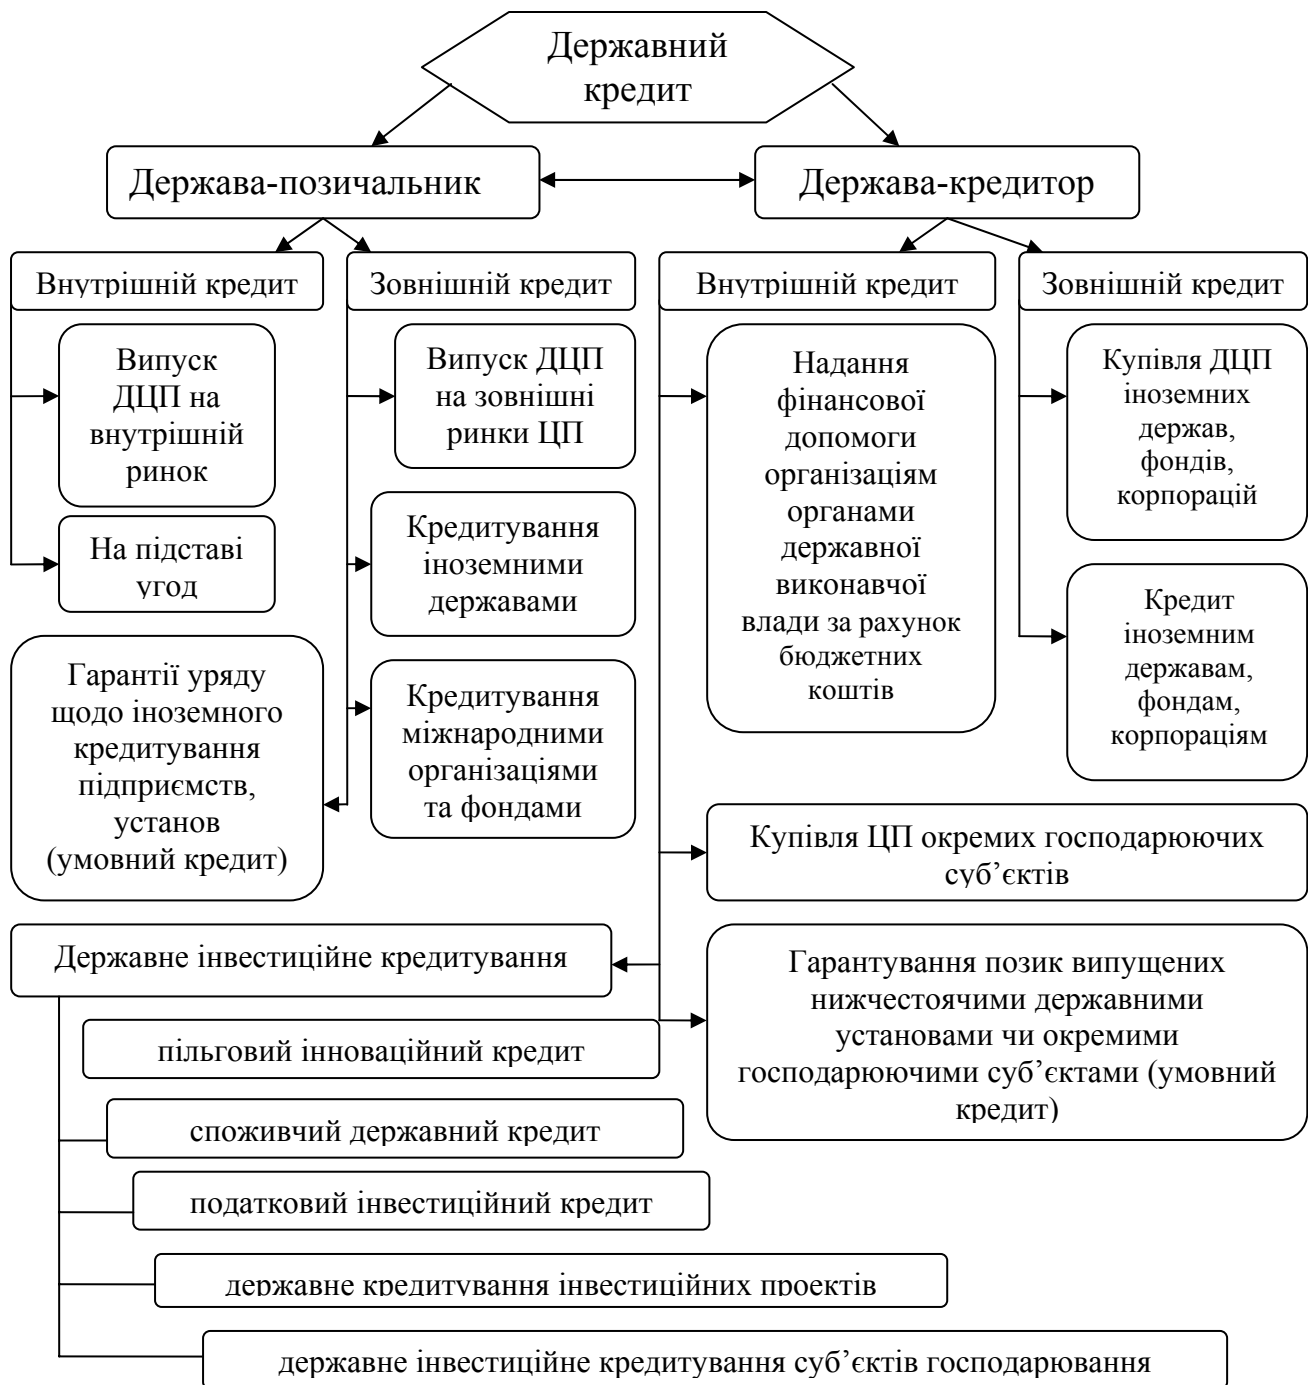 Державний
кредит
Держава-позичальник
Держава-кредитор
Внутрішній кредит
Зовнішній кредит
Внутрішній кредит
Зовнішній кредит
Випуск
ДЦП на
внутрішній
ринок
На підставі
угод
Випуск ДЦП
на зовнішні
ринки ЦП
Кредитування
іноземними
державами
Кредитування
міжнародними
організаціями
та фондами
Гарантії уряду
щодо іноземного
кредитування
підприємств,
установ
(умовний кредит)
Надання
фінансової
допомоги
організаціям
органами
державної
виконавчої
влади за рахунок
бюджетних
коштів
Купівля ДЦП
іноземних
держав,
фондів,
корпорацій
Кредит
іноземним
державам,
фондам,
корпораціям
Купівля ЦП окремих господарюючих
суб’єктів
Державне інвестиційне кредитування
Гарантування позик випущених
нижчестоячими державними
установами чи окремими
господарюючими суб’єктами (умовний
кредит)
пільговий інноваційний кредит
споживчий державний кредит
податковий інвестиційний кредит
державне кредитування інвестиційних проектів
державне інвестиційне кредитування суб’єктів господарювання